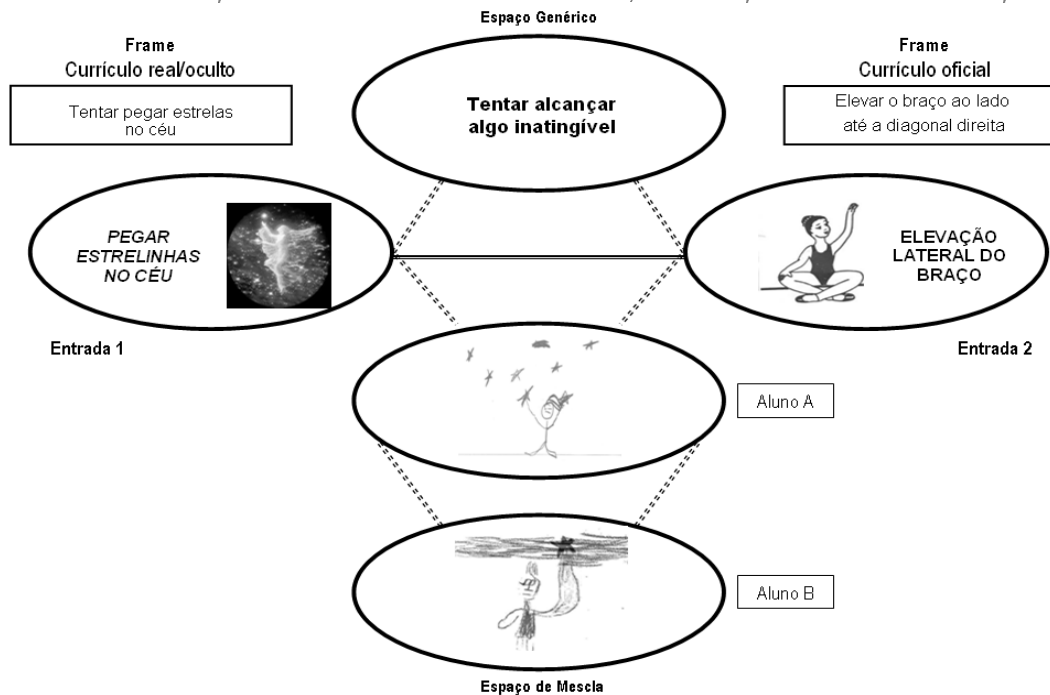 Espaço Genérico
Frame
Currículo real/oculto
Tentar pegar estrelas
no céu
Tentar alcançar
algo inatingível
Frame
Currículo oficial
Elevar o braço ao lado
até a diagonal direita
PEGAR
ESTRELINHAS
NO CÉU
ELEVAÇÃO
LATERAL DO
BRAÇO
Entrada 1
Entrada 2
Aluno A
Aluno B
Espaço de Mescla